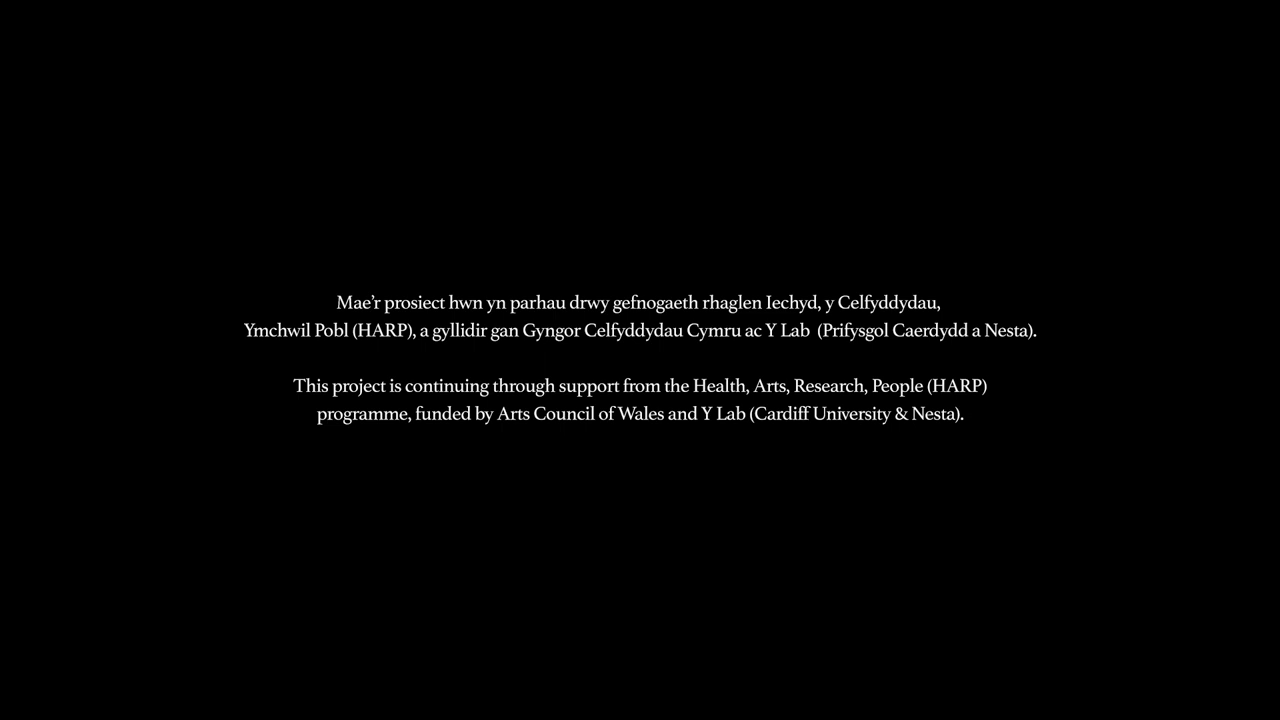 Mae’r prosiect hwn yn parhau drwy gefnogaeth rhaglen Iechyd, y Celfyddydau,
Ymchwil Pobl (HARP), a gyllidir gan Gyngor Celfyddydau Cymru ac Y Lab (Prifysgol Caerdydd a Nesta).
This project is continuing through support from the Health, Arts, Research, People (HARP)
programme, funded by Arts Council of Wales and Y Lab (Cardiff University & Nesta).